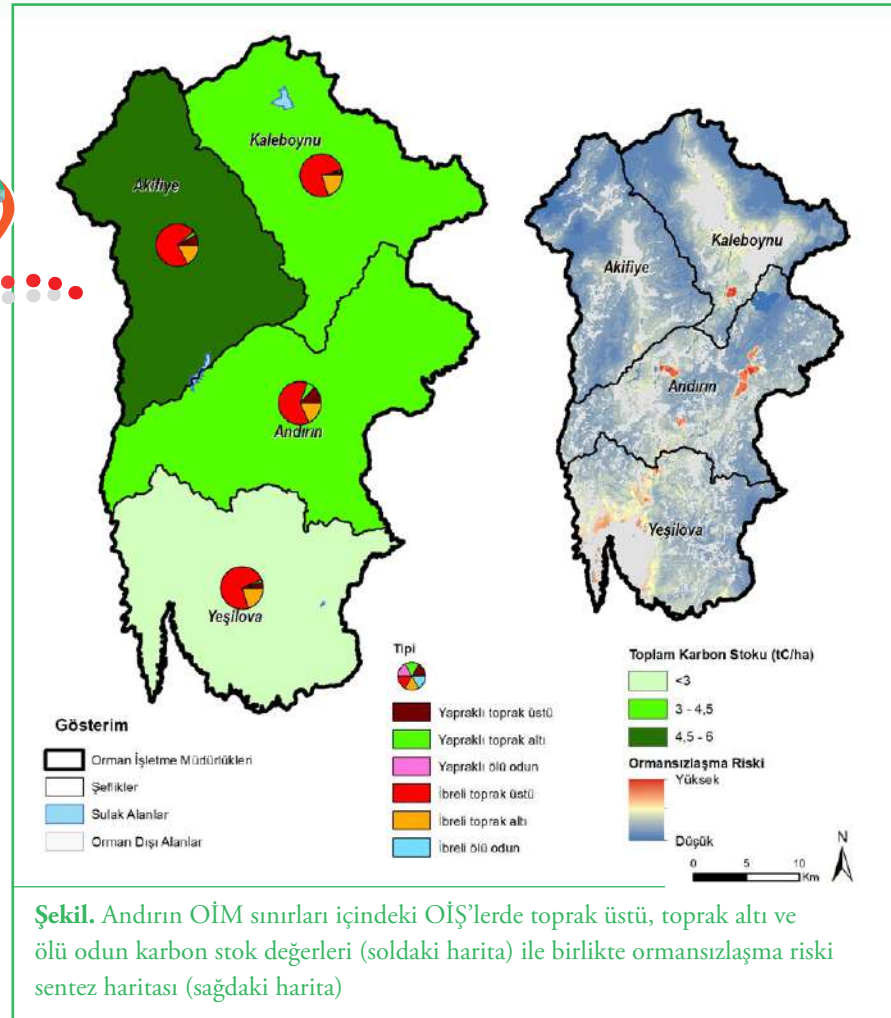 Kaleboynu
Akifiye
Andırın
Yeşilova
Kaleboynu
Akifiye
Andırın
Yeşilova
Gösterim
Orman İşletme Müdürlükleri
Şeflikler
Sulak Alanlar
Orman Dışı Alanlar
Tipi
Yapraklı toprak üstü
Yapraklı toprak altı
Yapraklı ölü odun
İbreli toprak üstü
İbreli toprak altı
İbreli ölü odun
Toplam Karbon Stoku (tC/ha)
<3
3 - 4,5
4,5 - 6
Ormansızlaşma Riski
Yüksek
Düşük
0 5 10
Km
N
Şekil. Andırın OİM sınırları içindeki OİŞ’lerde toprak üstü, toprak altı ve
ölü odun karbon stok değerleri (soldaki harita) ile birlikte ormansızlaşma riski
sentez haritası (sağdaki harita)